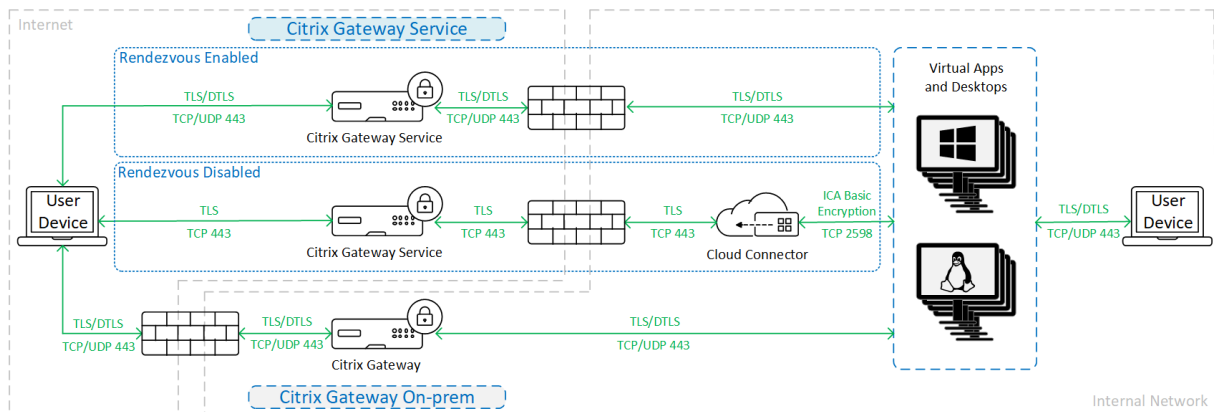 Internet
Citrix Gateway Service
Rendezvous Enabled
TLS/DTLS
TCP/UDP 443
Citrix Gateway Service
TLS/DTLS
TCP/UDP 443
TLS/DTLS
TCP/UDP 443
Virtual Apps
and Desktops
Rendezvous Disabled
User
Device
TLS
TCP 443
Citrix Gateway Service
TLS
TCP 443
TLS
TCP 443
Cloud Connector
ICA Basic
Encryption
TCP 2598
TLS/DTLS
TCP/UDP 443
User
Device
TLS/DTLS
TCP/UDP 443
TLS/DTLS
TCP/UDP 443
Citrix Gateway
TLS/DTLS
TCP/UDP 443
Citrix Gateway On-prem
Internal Network